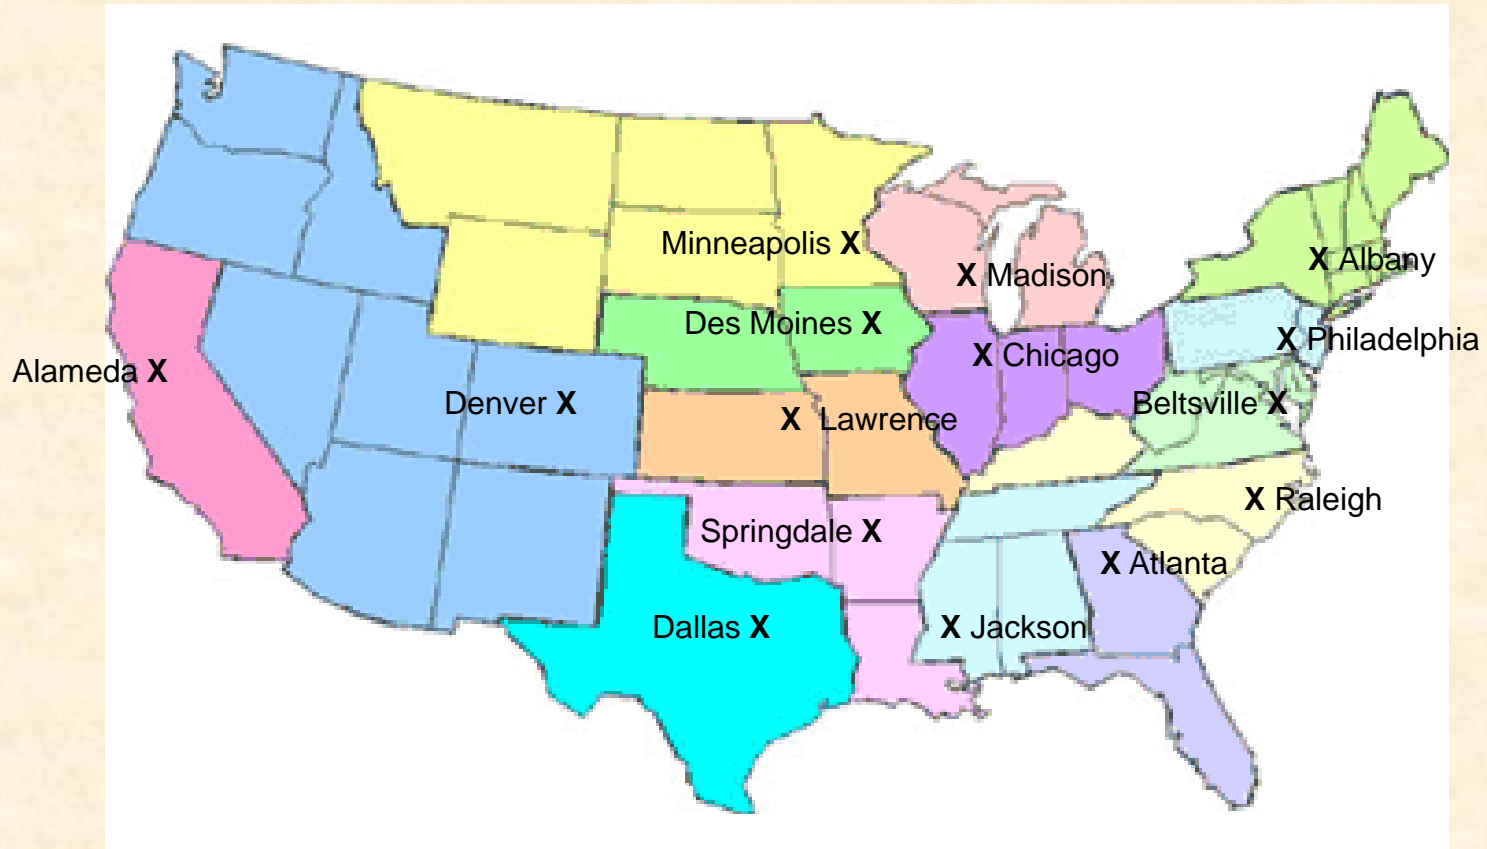 Minneapolis X
X Albany
X Madison
Des Moines X
X Philadelphia
X Chicago
Alameda X
Denver X
Beltsville X
X Lawrence
X Raleigh
Springdale X
X Atlanta
Dallas X
X Jackson